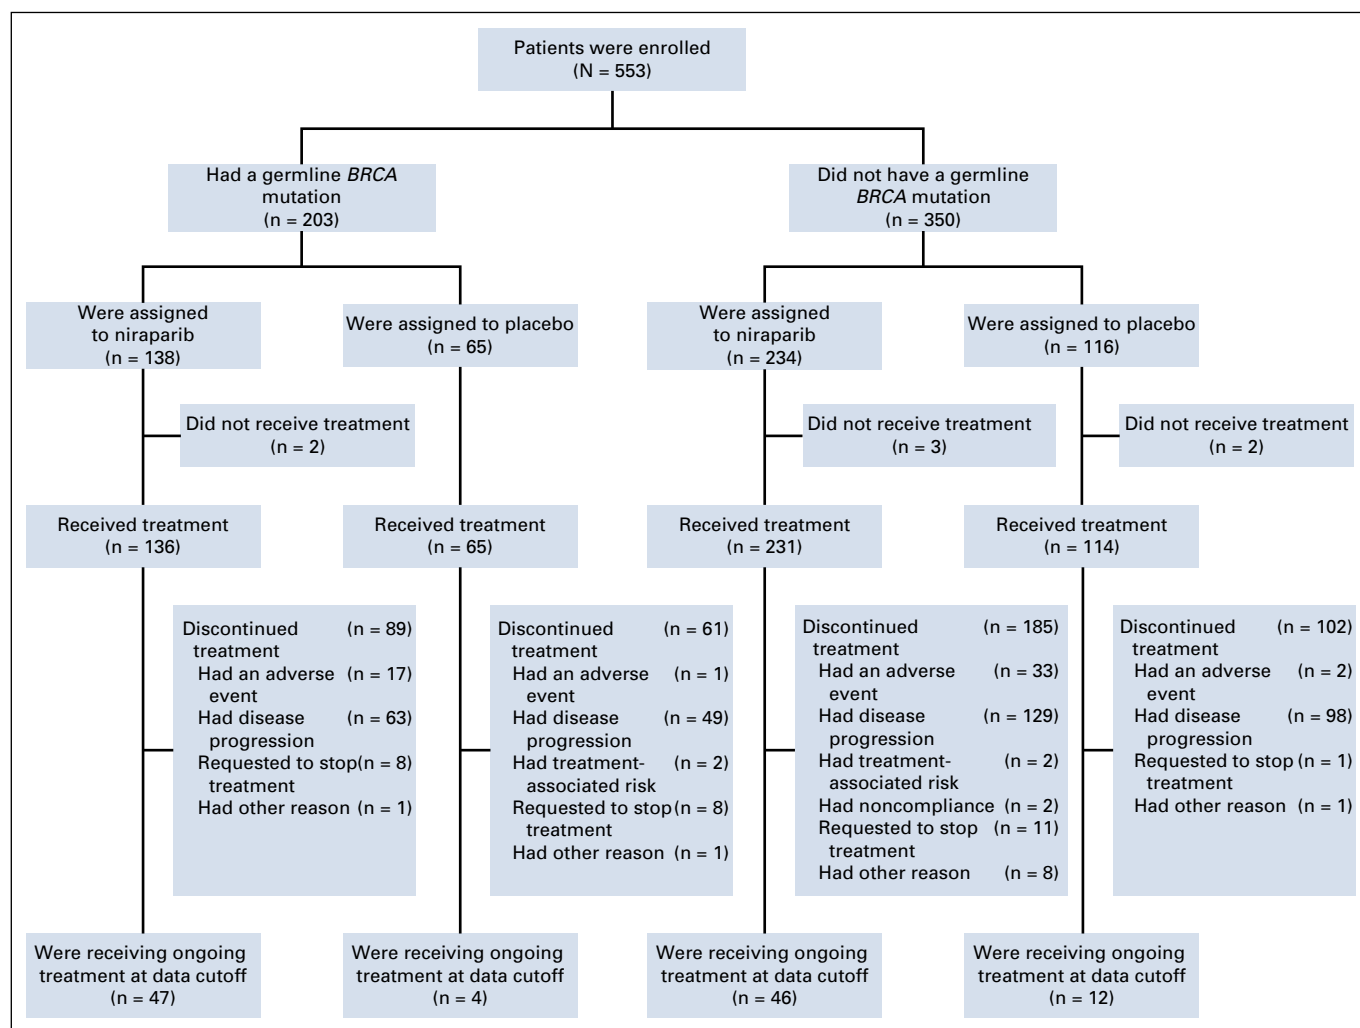 Patients were enrolled
(N = 553)
Had a germline BRCA
mutation
(n = 203)
Did not have a germline
BRCA mutation
(n = 350)
Were assigned
to niraparib
(n = 138)
Were assigned to placebo
(n = 65)
Were assigned
to niraparib
(n = 234)
Were assigned to placebo
(n = 116)
Did not receive treatment
(n = 2)
Did not receive treatment
(n = 3)
Did not receive treatment
(n = 2)
Received treatment
(n = 136)
Received treatment
(n = 65)
Received treatment
(n = 231)
Received treatment
(n = 114)
Discontinued (n = 89)
treatment
Had an adverse (n = 17)
event
Had disease (n = 63)
progression
Requested to stop (n = 8)
treatment
Had other reason (n = 1)
Discontinued (n = 61)
treatment
Had an adverse (n = 1)
event
Had disease (n = 49)
progression
Had treatment- (n = 2)
associated risk
Requested to stop (n = 8)
treatment
Had other reason (n = 1)
Discontinued (n = 185)
treatment
Had an adverse (n = 33)
event
Had disease (n = 129)
progression
Had treatment- (n = 2)
associated risk
Had noncompliance (n = 2)
Requested to stop (n = 11)
treatment
Had other reason (n = 8)
Discontinued (n = 102)
treatment
Had an adverse (n = 2)
event
Had disease (n = 98)
progression
Requested to stop (n = 1)
treatment
Had other reason (n = 1)
Were receiving ongoing
treatment at data cutoff
(n = 47)
Were receiving ongoing
treatment at data cutoff
(n = 4)
Were receiving ongoing
treatment at data cutoff
(n = 46)
Were receiving ongoing
treatment at data cutoff
(n = 12)